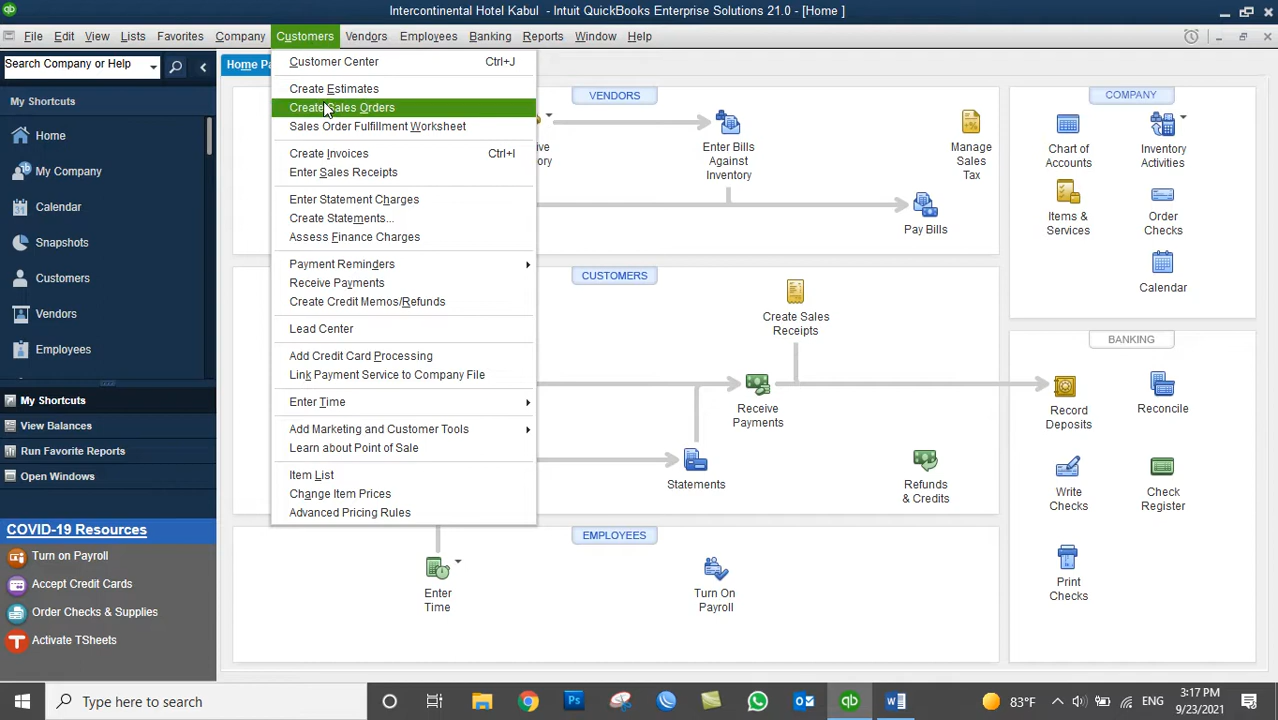 Intercontinental Hotel Kabul - Intuit QuickBooks Enterprise Solutions 21.0 - [Home ]
File Edit View Lists Favorites Company Customers Vendors Employees Banking Reports Window Help
Search Company or Help
My Shortcuts
Home
My Company
Calendar
Snapshots
Customers
Vendors
Employees
My Shortcuts
View Balances
Run Favorite Reports
Open Windows
COVID-19 Resources
Turn on Payroll
Accept Credit Cards
Order Checks & Supplies
Activate TSheets
Home Pa
Customer Center Ctrl+J
Create Estimates
Create Sales Orders
Sales Order Fulfillment Worksheet
Create Invoices Ctrl+I
Enter Sales Receipts
Enter Statement Charges
Create Statements...
Assess Finance Charges
Payment Reminders
Receive Payments
Create Credit Memos/Refunds
Lead Center
Add Credit Card Processing
Link Payment Service to Company File
Enter Time
Add Marketing and Customer Tools
Learn about Point of Sale
Item List
Change Item Prices
Advanced Pricing Rules
VENDORS
Enter Bills
Against
Inventory
Manage
Sales
Tax
Pay Bills
CUSTOMERS
Create Sales
Receipts
Receive
Payments
Statements
Refunds
& Credits
EMPLOYEES
Enter
Time
Turn On
Payroll
COMPANY
Chart of
Accounts
Inventory
Activities
Items &
Services
Order
Checks
Calendar
BANKING
Record
Deposits
Reconcile
Write
Checks
Check
Register
Print
Checks
Type here to search
83°F
ENG
3:17 PM
9/23/2021